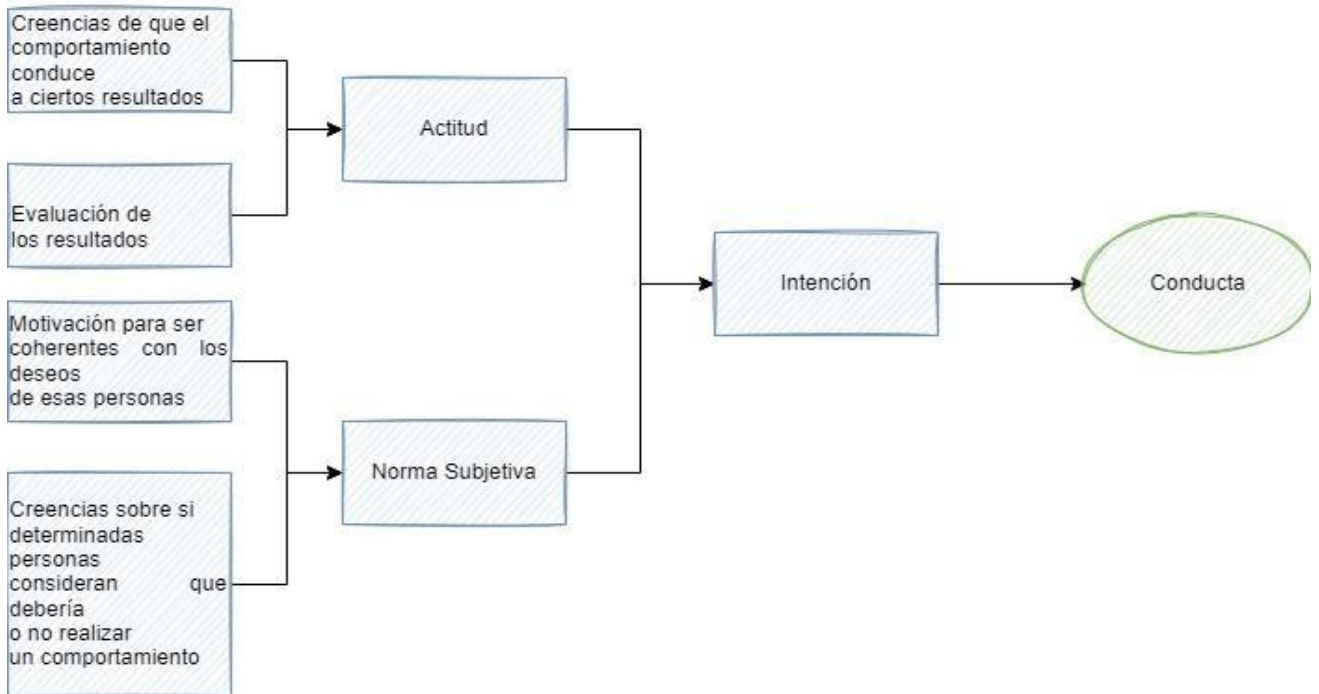 Creencias de que el
comportamiento
conduce
a ciertos resultados
Actitud
Evaluación de
los resultados
Intención
Conducta
Motivación para ser
coherentes con los
deseos
de esas personas
Norma Subjetiva
Creencias sobre si
determinadas
personas
consideran que
debería
o no realizar
un comportamiento